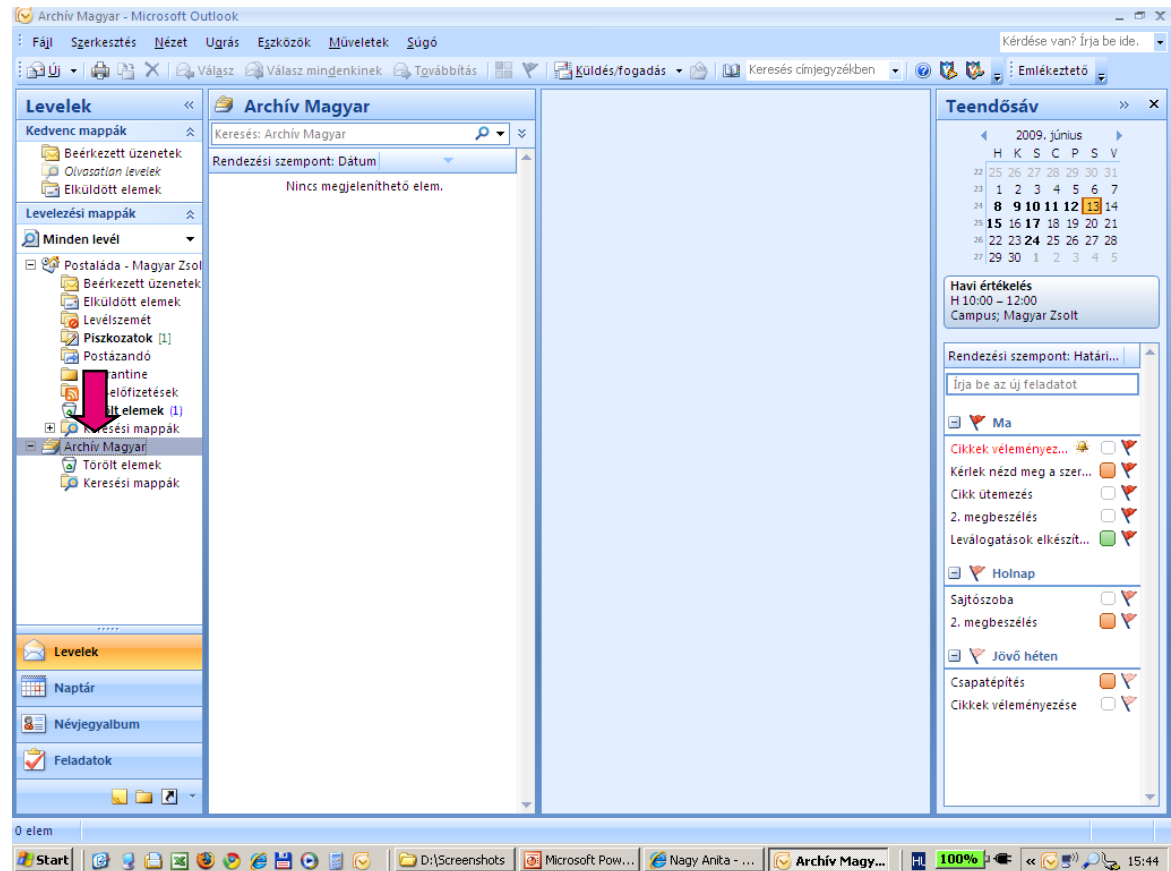 Archív Magyar - Microsoft Outlook
Fájl Szerkesztés Nézet Ugrás Eszközök Műveletek Súgó
Kérdése van? Írja be ide.
Új Válasz Válasz mindenkinek Továbbítás Küldés/fogadás Keresés címjegyzékben Emlékeztető
Levelek
Kedvenc mappák
Beérkezett üzenetek
Olvasatlan levelek
Elküldött elemek
Levelezési mappák
Minden levél
Postaláda - Magyar Zsol
Beérkezett üzenetek
Elküldött elemek
Levélszemét
Piszkozatok [1]
Postázandó
rantine
-előfizetések
lt elemek (1)
Keresési mappák
Archív Magyar
Törölt elemek
Keresési mappák
Levelek
Naptár
Névjegyalbum
Feladatok
Archív Magyar
Keresés: Archív Magyar
Rendezési szempont: Dátum
Nincs megjeleníthető elem.
Teendősáv
2009. június
H K S C P S V
22 25 26 27 28 29 30 31
23 1 2 3 4 5 6 7
24 8 9 10 11 12 13 14
25 15 16 17 18 19 20 21
26 22 23 24 25 26 27 28
27 29 30 1 2 3 4 5
Havi értékelés
H 10:00 – 12:00
Campus; Magyar Zsolt
Rendezési szempont: Határi...
Írja be az új feladatot
Ma
Cikkek véleményez...
Kérlek nézd meg a szer...
Cikk ütemezés
2. megbeszélés
Leválogatások elkészít...
Holnap
Sajtószoba
2. megbeszélés
Jövő héten
Csapatépítés
Cikkek véleményezése
0 elem
Start D:\Screenshots Microsoft Pow... Nagy Anita - ... Archív Magy... HU 100% 15:44